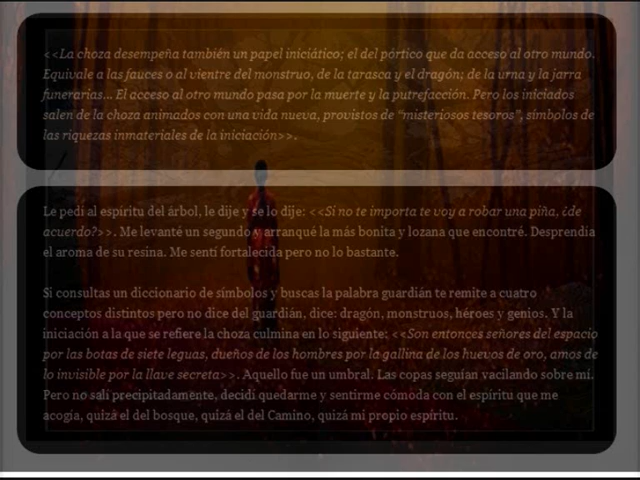 <<La choza desempeña también un papel iniciático; el del pórtico que da acceso al otro mundo.
Equivale a las fauces o al vientre del monstruo, de la tarasca y el dragón; de la urna y la jarra
funerarias... El acceso al otro mundo pasa por la muerte y la putrefacción. Pero los iniciados
salen de la choza animados con una vida nueva, provistos de "misteriosos tesoros", símbolos de
las riquezas inmateriales de la iniciación>>.
Le pedí al espíritu del árbol, le dije y se lo dije: <<Si no te importa te voy a robar una piña, ¿de
acuerdo?>>. Me levanté un segundo y arranqué la más bonita y lozana que encontré. Desprendía
el aroma de su resina. Me sentí fortalecida pero no lo bastante.
Si consultas un diccionario de símbolos y buscas la palabra guardián te remite a cuatro
conceptos distintos pero no dice del guardián, dice: dragón, monstruos, héroes y genios. Y la
iniciación a la que se refiere la choza culmina en lo siguiente: <<Son entonces señores del espacio
por las botas de siete leguas, dueños de los hombres por la gallina de los huevos de oro, amos de
lo invisible por la llave secreta>>. Aquello fue un umbral. Las copas seguían vacilando sobre mí.
Pero no salí precipitadamente, decidí quedarme y sentirme cómoda con el espíritu que me
acogía, quizá el del bosque, quizá el del Camino, quizá mi propio espíritu.